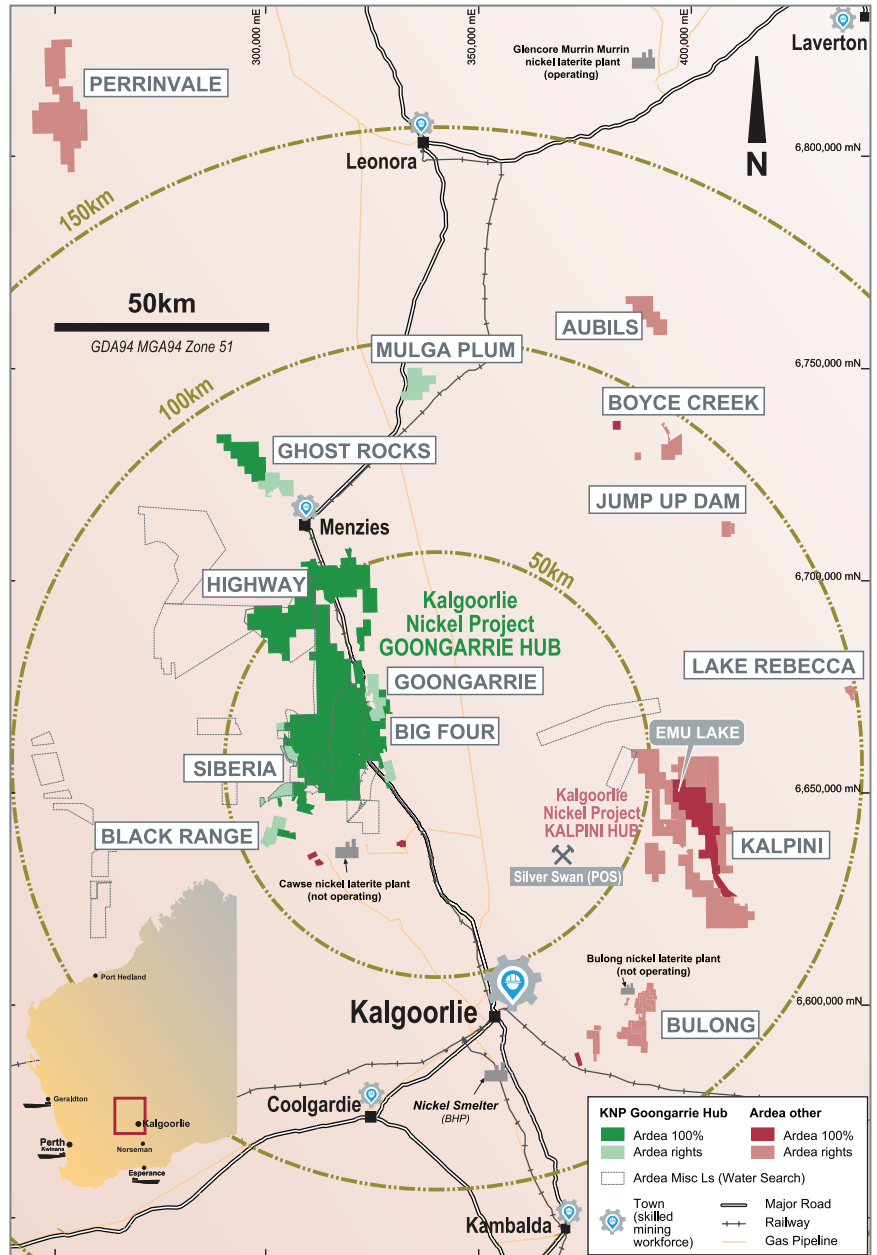 300,000 mE
350,000 mE
400,000 mE
Laverton
Glencore Murrin Murrin
nickel laterite plant
(operating)
PERRINVALE
N
Leonora
6,800,000 mN
150km
50km
GDA94 MGA94 Zone 51
AUBILS
MULGA PLUM
6,750,000 mN
100km
BOYCE CREEK
GHOST ROCKS
JUMP UP DAM
Menzies
50km
6,700,000 mN
HIGHWAY
Kalgoorlie
Nickel Project
GOONGARRIE HUB
LAKE REBECCA
GOONGARRIE
BIG FOUR
EMU LAKE
SIBERIA
6,650,000 mN
Kalgoorlie
Nickel Project
KALPINI HUB
BLACK RANGE
KALPINI
Silver Swan (POS)
Cawse nickel laterite plant
(not operating)
Bulong nickel laterite plant
(not operating)
Port Hedland
6,600,000 mN
Kalgoorlie
BULONG
Geraldton
Kalgoorlie
Perth
Kwinana
Norseman
Esperance
Coolgardie
Nickel Smelter
(BHP)
Kambalda
KNP Goongarrie Hub
Ardea 100%
Ardea rights
Ardea other
Ardea 100%
Ardea rights
Ardea Misc Ls (Water Search)
Town
(skilled
mining
workforce)
Major Road
Railway
Gas Pipeline